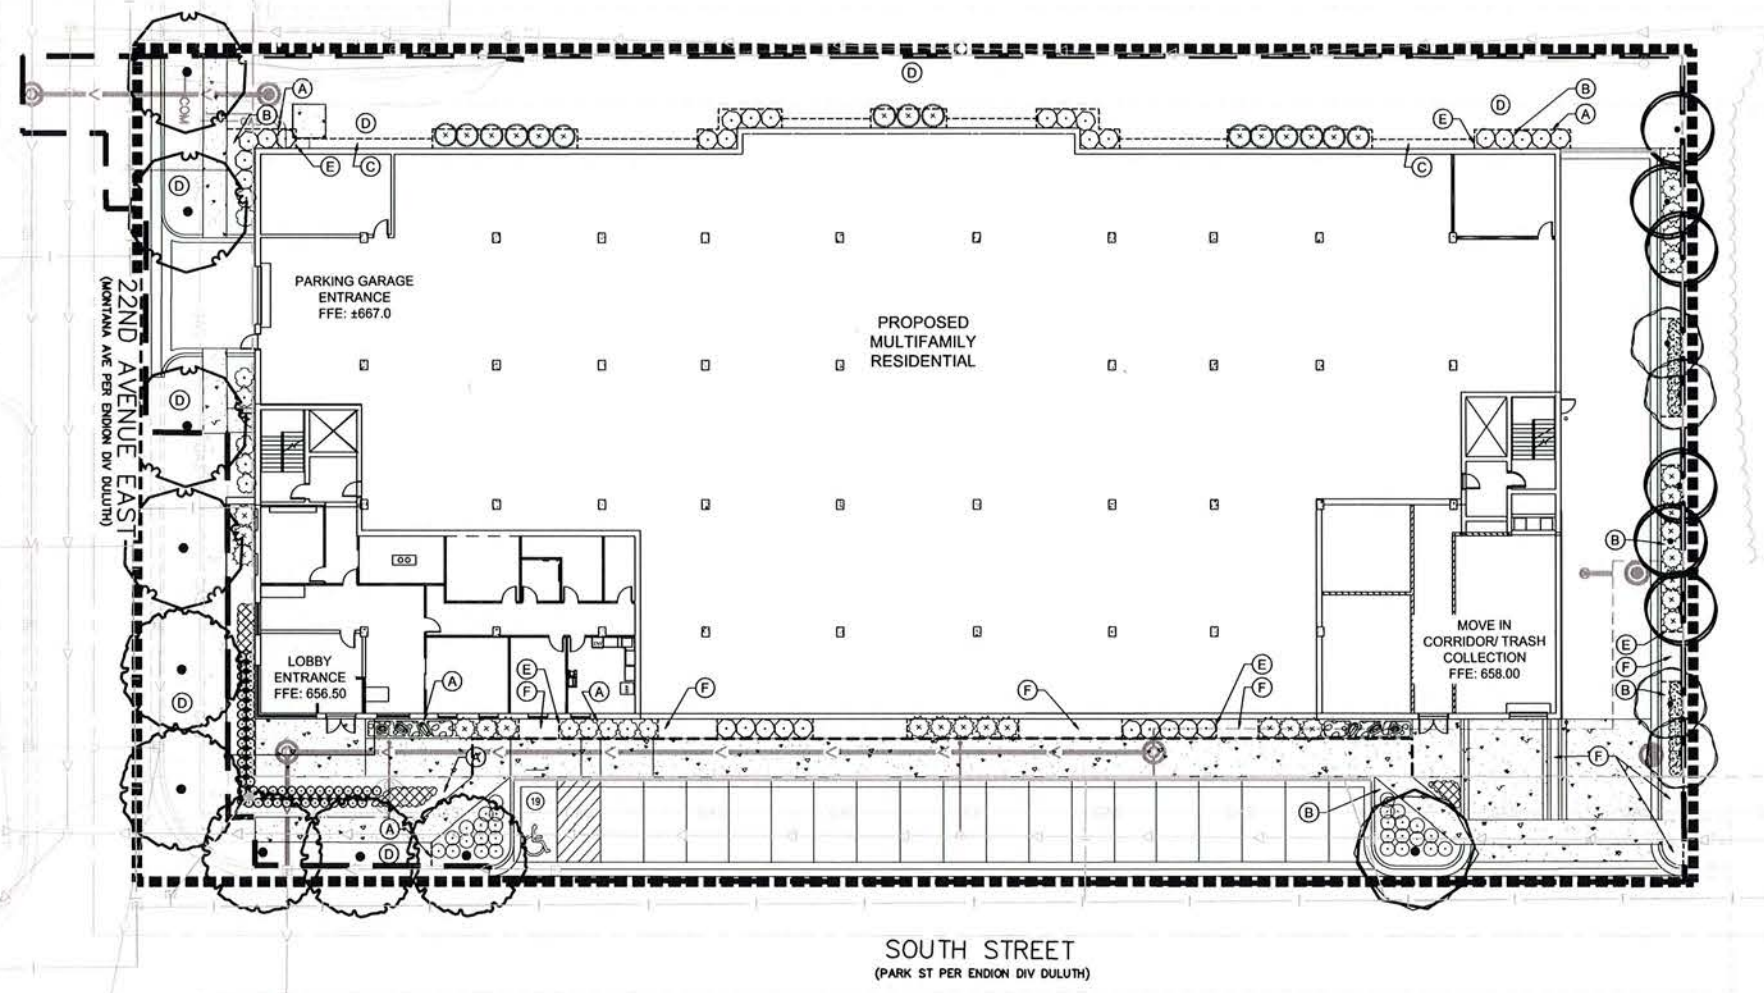 D
A
B
COM
D
E
C
D
D
B
A
E
C
PARKING GARAGE
ENTRANCE
FFE: ±667.0
PROPOSED
MULTIFAMILY
RESIDENTIAL
22ND AVENUE EAST
(MONTANA AVE PER ENDION DIV DULUTH)
D
B
MOVE IN
CORRIDOR/ TRASH
COLLECTION
FFE: 658.00
LOBBY
ENTRANCE
FFE: 656.50
E
F
B
D
A
E
F
A
F
F
E
F
A
F
19
B
A
D
SOUTH STREET
(PARK ST PER ENDION DIV DULUTH)